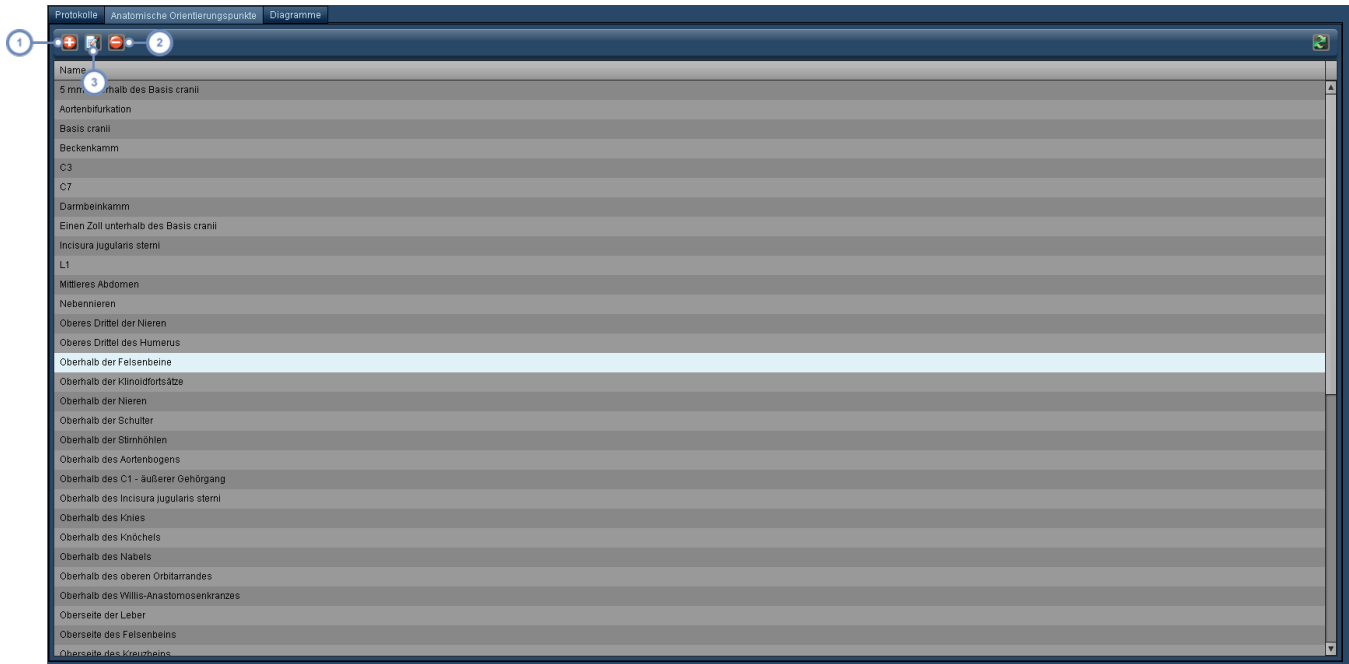 Protokolle Anatomische Orientierungspunkte Diagramme
1 2
3
Name
5 mm rhalb des Basis cranii
Aortenbifurkation
Basis cranii
Beckenkamm
C3
C7
Darmbeinkamm
Einen Zoll unterhalb des Basis cranii
Incisura jugularis sterni
L1
Mittleres Abdomen
Nebennieren
Oberes Drittel der Nieren
Oberes Drittel des Humerus
Oberhalb der Felsenbeine
Oberhalb der Klinoidfortsätze
Oberhalb der Nieren
Oberhalb der Schulter
Oberhalb der Stirnhöhlen
Oberhalb des Aortenbogens
Oberhalb des C1 - äußerer Gehörgang
Oberhalb des Incisura jugularis sterni
Oberhalb des Knies
Oberhalb des Knöchels
Oberhalb des Nabels
Oberhalb des oberen Orbitarrandes
Oberhalb des Willis-Anastomosenkranzes
Oberseite der Leber
Oberseite des Felsenbeins
Oberseite des Kreuzbeins